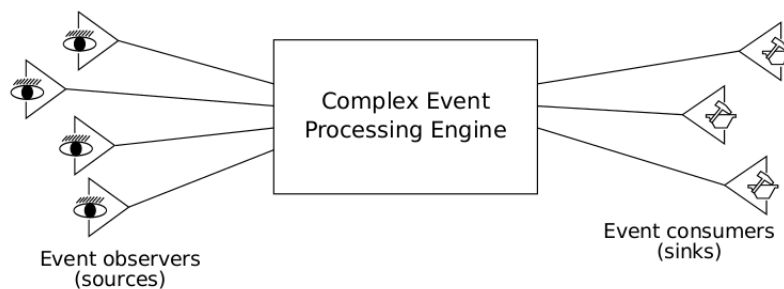 Complex Event
Processing Engine
Event observers
(sources)
Event consumers
(sinks)